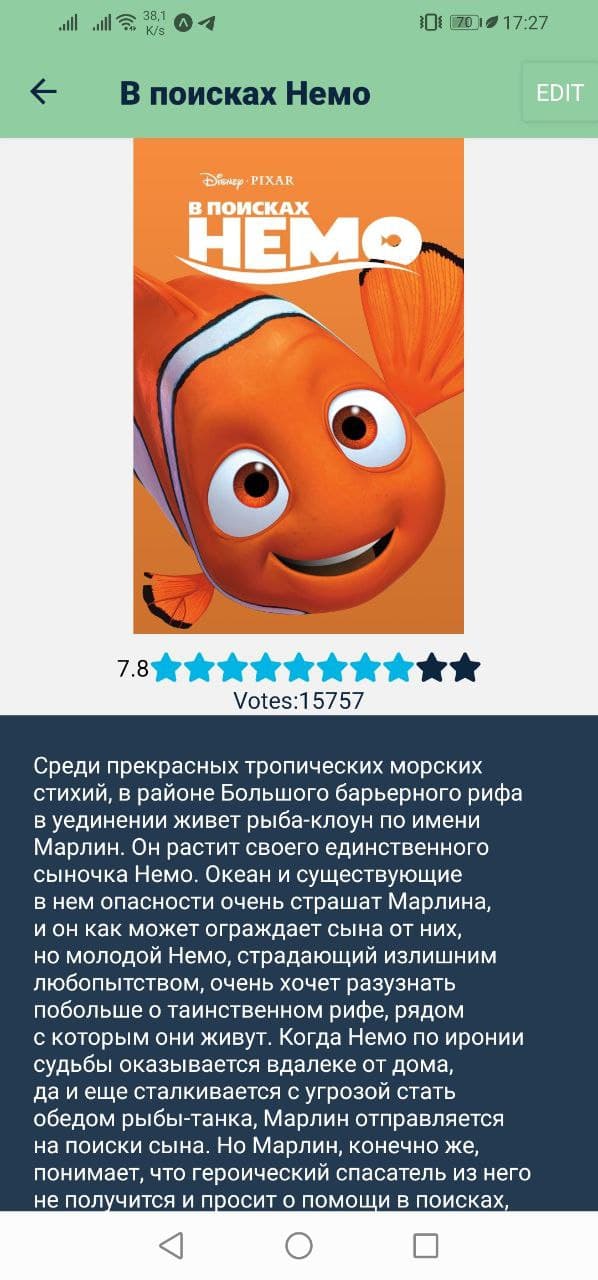 38,1
K/s
70
17:27
В поисках Немо
EDIT
Disney · PIXAR
В ПОИСКАХ
НЕМО
7.8
Votes:15757
Среди прекрасных тропических морских
стихий, в районе Большого барьерного рифа
в уединении живет рыба-клоун по имени
Марлин. Он растит своего единственного
сыночка Немо. Океан и существующие
в нем опасности очень страшат Марлина,
и он как может ограждает сына от них,
но молодой Немо, страдающий излишним
любопытством, очень хочет разузнать
побольше о таинственном рифе, рядом
с которым они живут. Когда Немо по иронии
судьбы оказывается вдалеке от дома,
да и еще сталкивается с угрозой стать
обедом рыбы-танка, Марлин отправляется
на поиски сына. Но Марлин, конечно же,
понимает, что героический спасатель из него
не получится и просит о помощи в поисках,